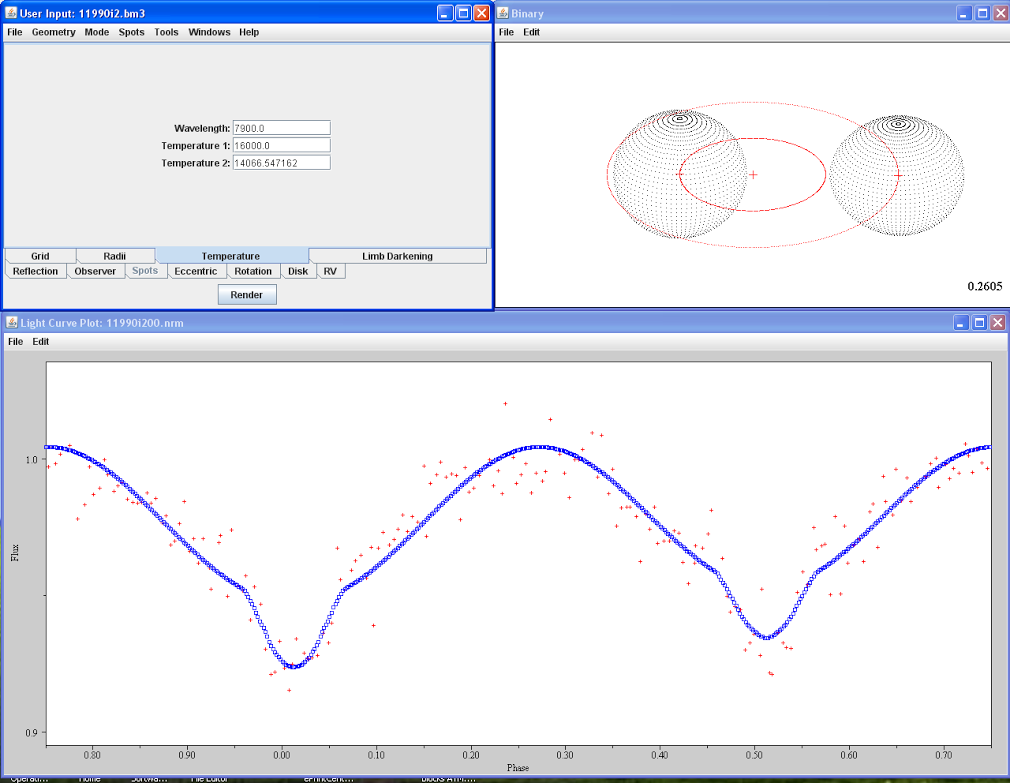 User Input: 11990i2.bm3
File Geometry Mode Spots Tools Windows Help
Wavelength: 7900.0
Temperature 1: 16000.0
Temperature 2: 14066.547162
Grid Radii Temperature Limb Darkening
Reflection Observer Spots Eccentric Rotation Disk RV
Render
Binary
File Edit
0.2605
Light Curve Plot: 11990i200.nrm
File Edit
1.0
Flux
0.9
0.80 0.90 0.00 0.10 0.20 0.30 0.40 0.50 0.60 0.70
Phase
Home File Editor